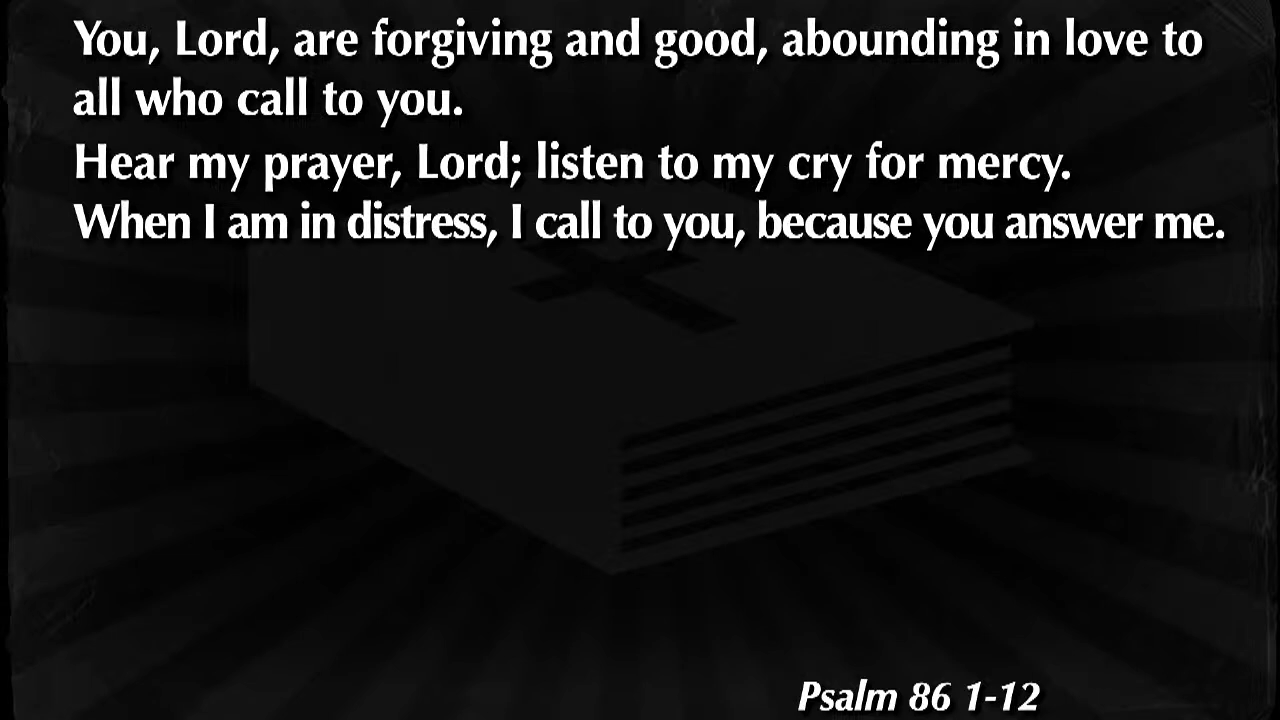 You, Lord, are forgiving and good, abounding in love to
all who call to you.
Hear my prayer, Lord; listen to my cry for mercy.
When I am in distress, I call to you, because you answer me.
Psalm 86 1-12